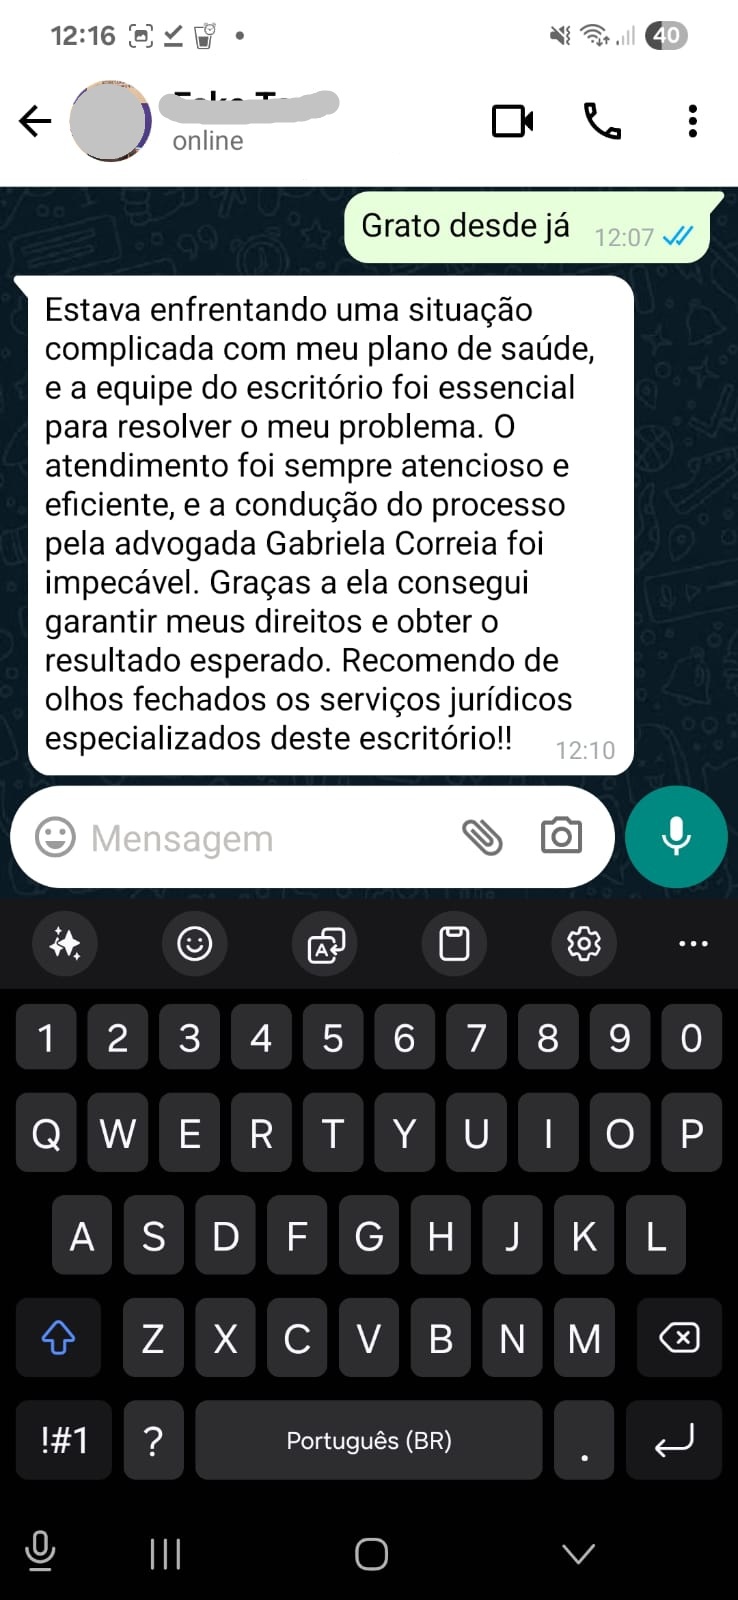 12:16
40
online
Grato desde já 12:07
Estava enfrentando uma situação
complicada com meu plano de saúde,
e a equipe do escritório foi essencial
para resolver o meu problema. O
atendimento foi sempre atencioso e
eficiente, e a condução do processo
pela advogada Gabriela Correia foi
impecável. Graças a ela consegui
garantir meus direitos e obter o
resultado esperado. Recomendo de
olhos fechados os serviços jurídicos
especializados deste escritório!! 12:10
Mensagem
1 2 3 4 5 6 7 8 9 0
Q W E R T Y U I O P
A S D F G H J K L
Z X C V B N M
!#1 ? Português (BR) .